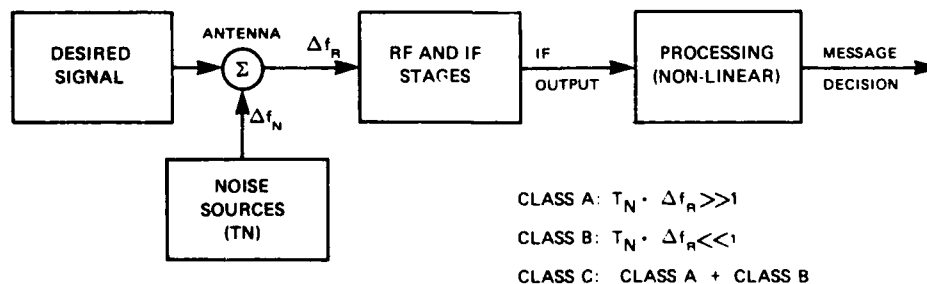 DESIRED
SIGNAL
ANTENNA
Σ
Δf_R
RF AND IF
STAGES
IF
OUTPUT
PROCESSING
(NON-LINEAR)
MESSAGE
DECISION
Δf_N
NOISE
SOURCES
(TN)
CLASS A: T_N · Δf_R >>1
CLASS B: T_N · Δf_R <<1
CLASS C: CLASS A + CLASS B